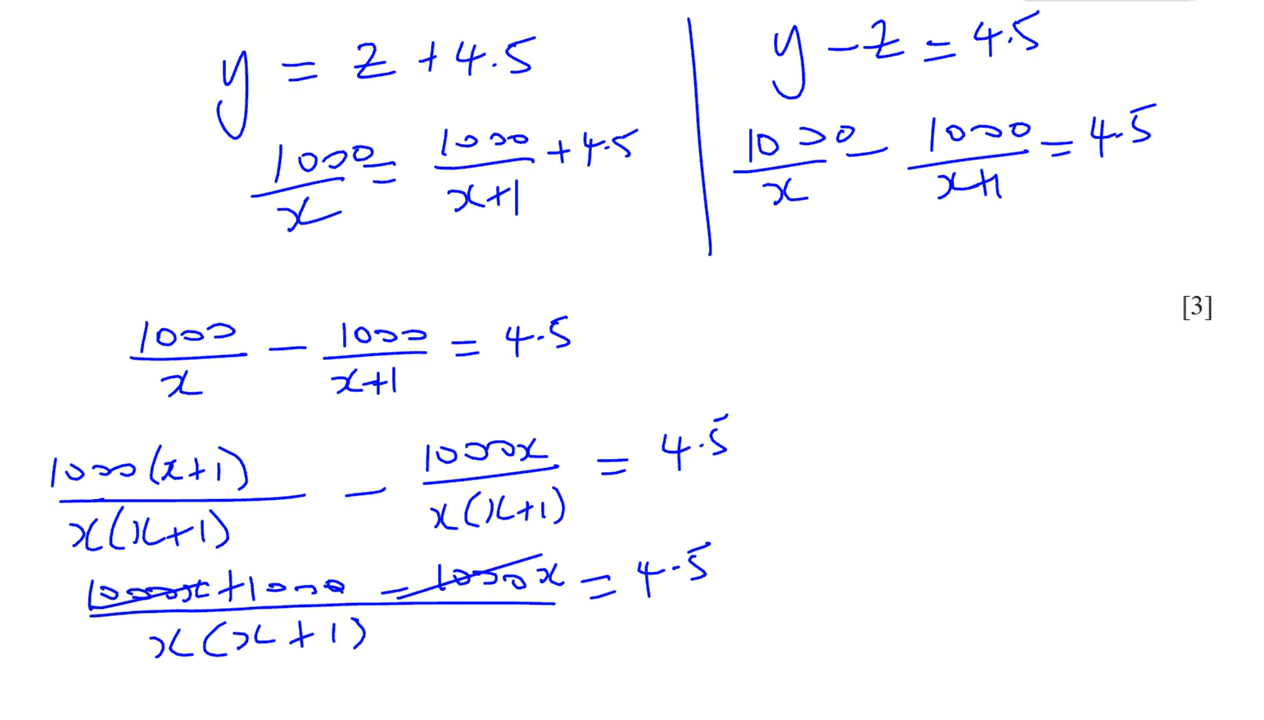 y = z + 4.5
1000/x = 1000/(x+1) + 4.5
y - z = 4.5
1000/x - 1000/(x+1) = 4.5
[3]
1000/x - 1000/(x+1) = 4.5
1000(x+1)/x(x+1) - 1000x/x(x+1) = 4.5
1000x + 1000 - 1000x/x(x+1) = 4.5